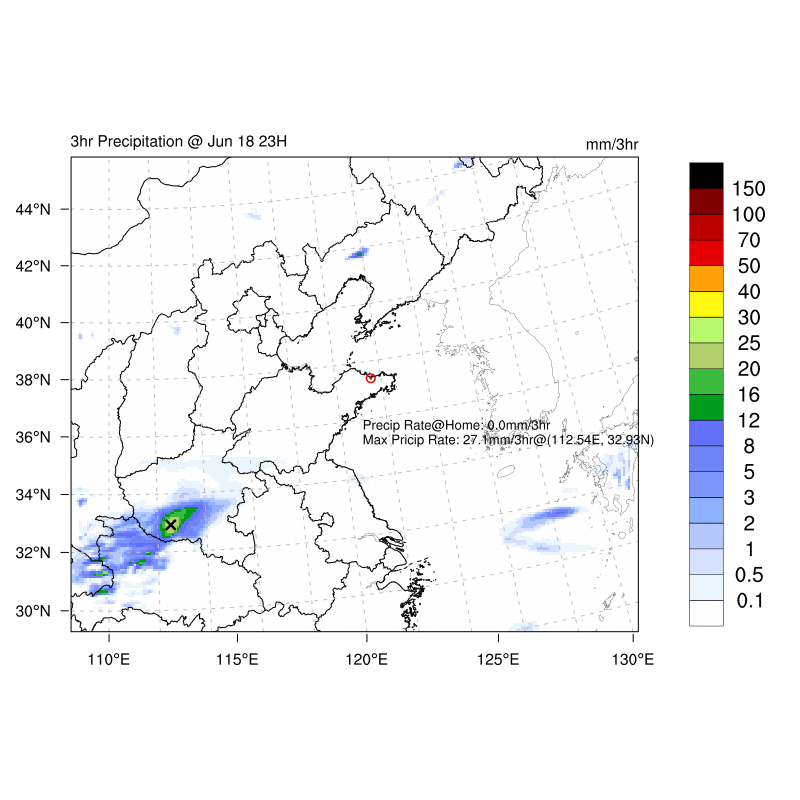 3hr Precipitation @ Jun 18 23H
mm/3hr
44°N
42°N
40°N
38°N
36°N
34°N
32°N
30°N
Precip Rate@Home: 0.0mm/3hr
Max Pricip Rate: 27.1mm/3hr@(112.54E, 32.93N)
110°E
115°E
120°E
125°E
130°E
150
100
70
50
40
30
25
20
16
12
8
5
3
2
1
0.5
0.1